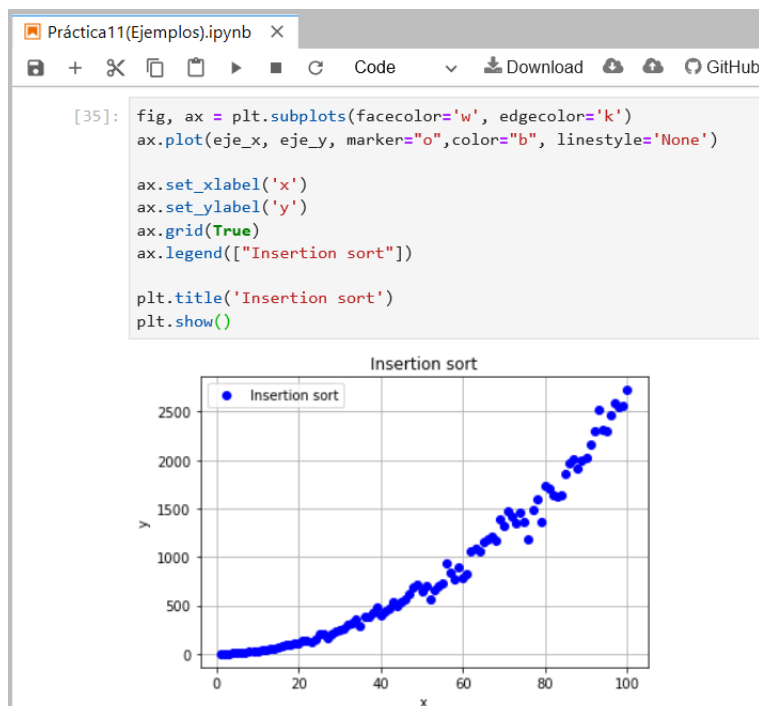 Práctica11(Ejemplos).ipynb
Code
Download
GitHub
[35]:
fig, ax = plt.subplots(facecolor='w', edgecolor='k')
ax.plot(eje_x, eje_y, marker="o",color="b", linestyle='None')
ax.set_xlabel('x')
ax.set_ylabel('y')
ax.grid(True)
ax.legend(["Insertion sort"])
plt.title('Insertion sort')
plt.show()
Insertion sort
Insertion sort
2500
2000
1500
y
1000
500
0
0 20 40 60 80 100
x